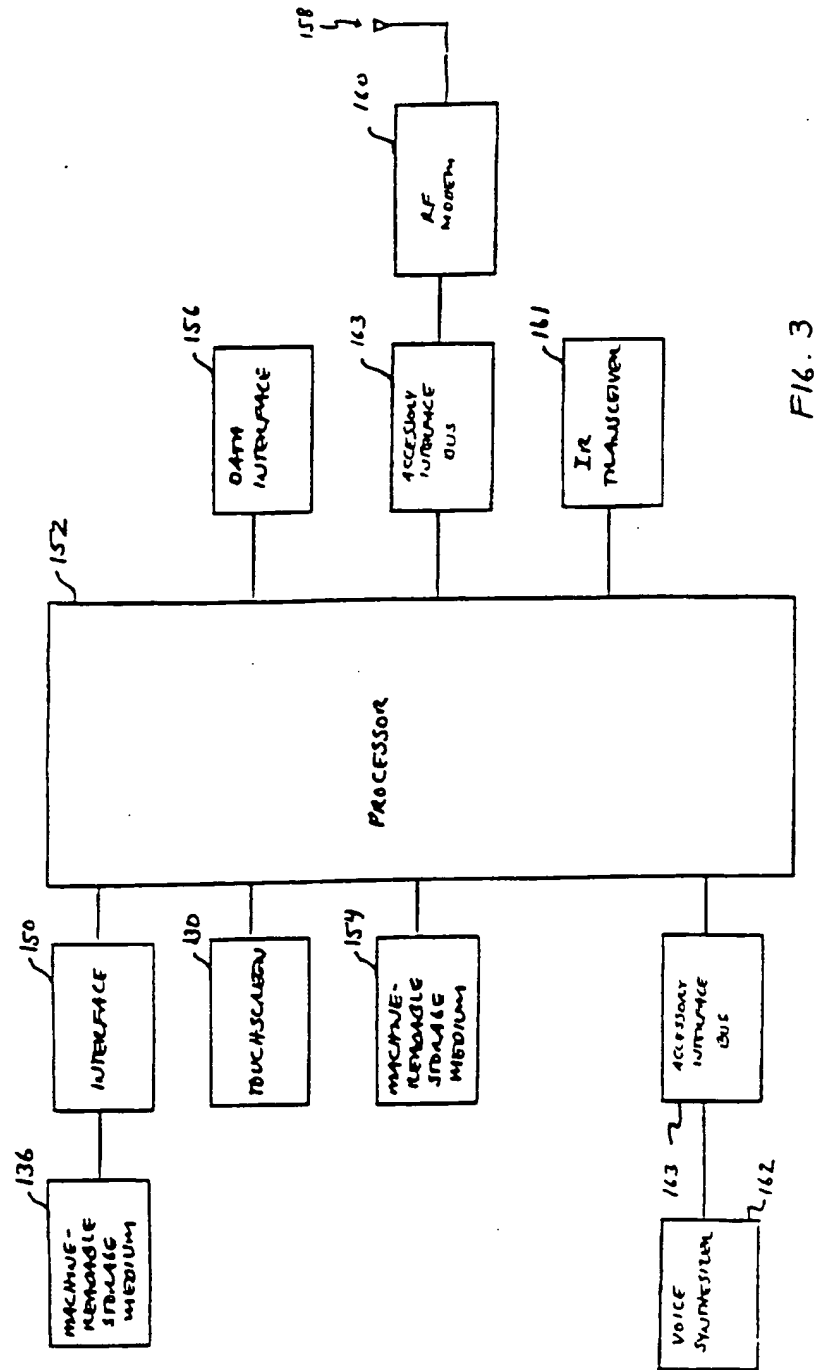 136
MACHINE-
READABLE
STORAGE
MEDIUM
150
INTERFACE
130
TOUCHSCREEN
154
MACHINE-
READABLE
STORAGE
MEDIUM
VOICE
SYNTHESIZER
162
163
ACCESSORY
INTERFACE
BUS
152
PROCESSOR
156
DATA
INTERFACE
163
ACCESSORY
INTERFACE
BUS
161
IR
TRANSCEIVER
160
RF
MODEM
158
FIG. 3